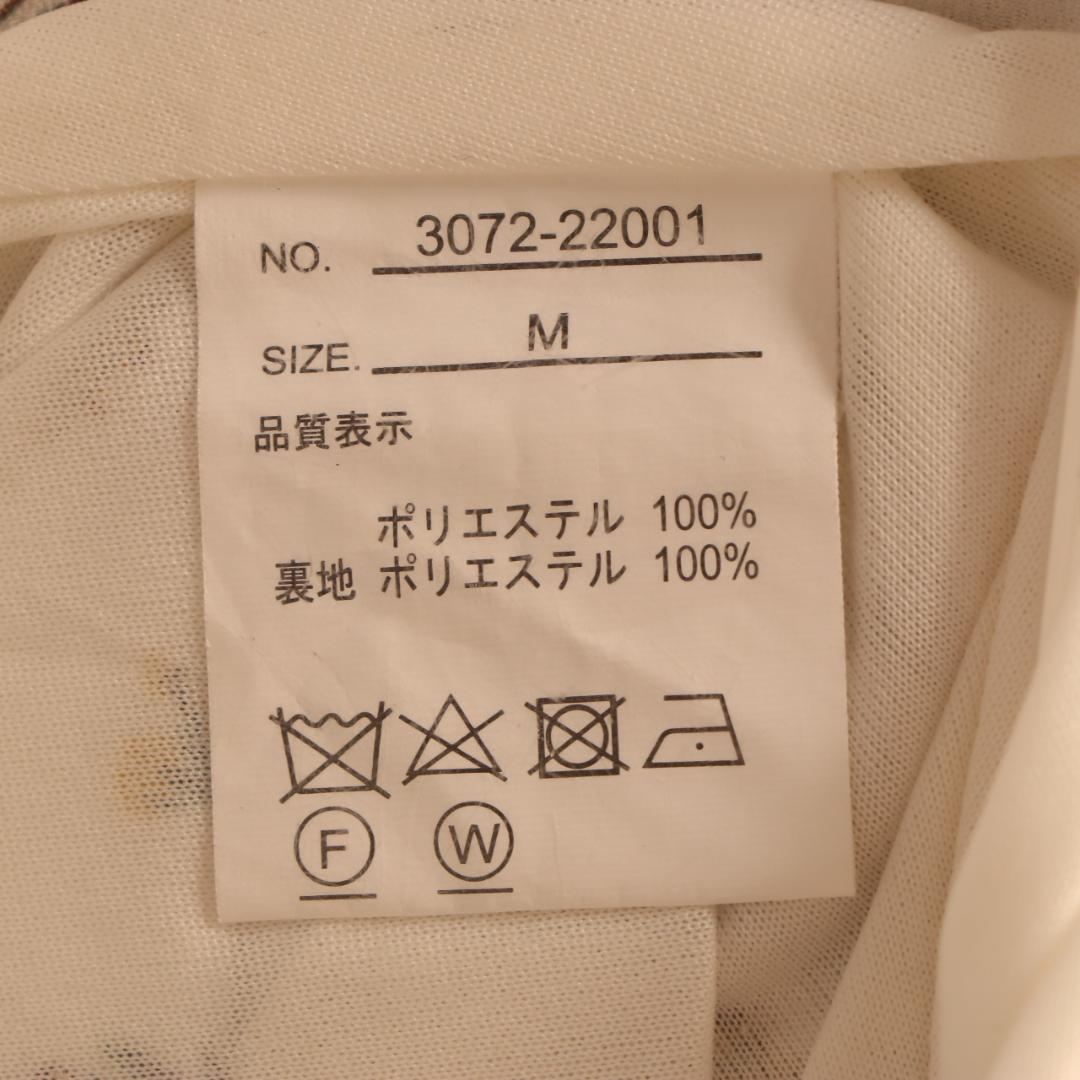 NO. 3072-22001
SIZE. M
品質表示
ポリエステル 100%
裏地 ポリエステル 100%
F W